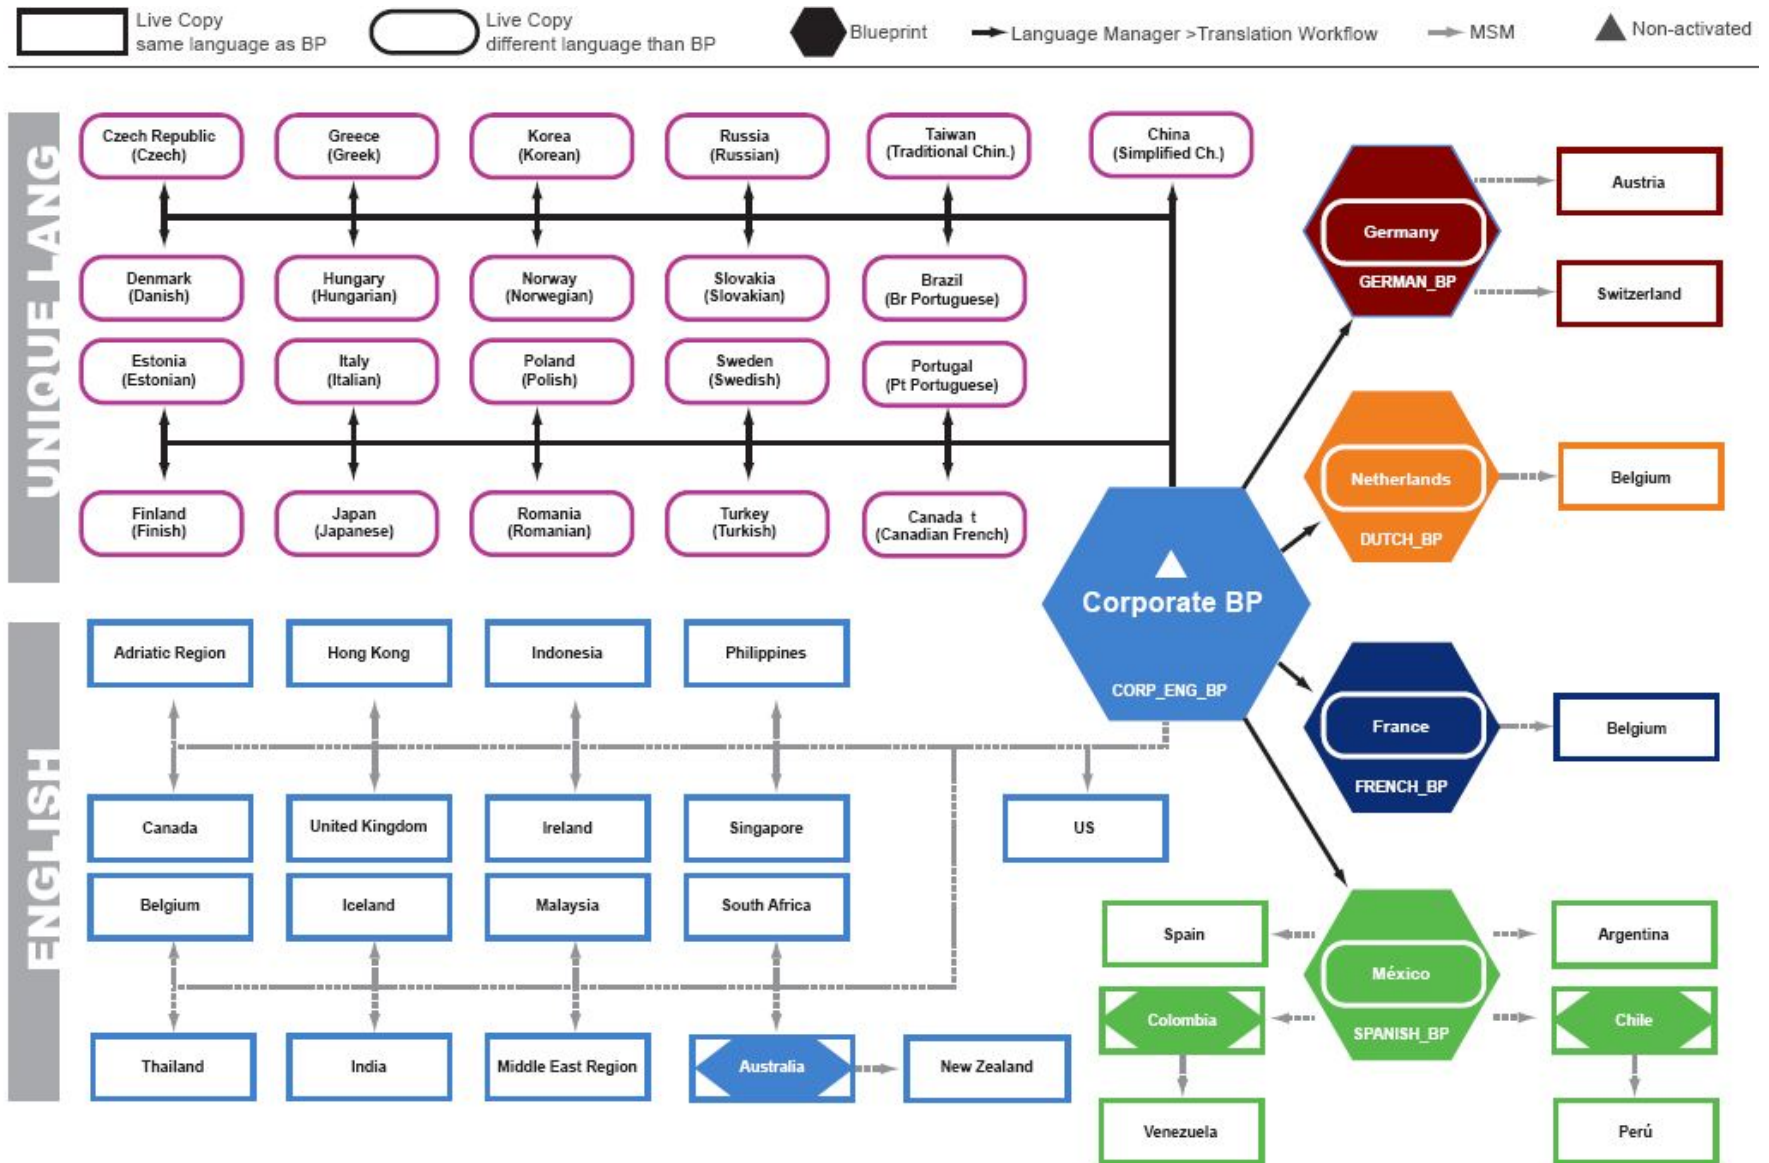 Live Copy
same language as BP
Live Copy
different language than BP
Blueprint
Language Manager >Translation Workflow
MSM
Non-activated
UNIQUE LANG
Czech Republic
(Czech)
Greece
(Greek)
Korea
(Korean)
Russia
(Russian)
Taiwan
(Traditional Chin.)
China
(Simplified Ch.)
Denmark
(Danish)
Hungary
(Hungarian)
Norway
(Norwegian)
Slovakia
(Slovakian)
Brazil
(Br Portuguese)
Estonia
(Estonian)
Italy
(Italian)
Poland
(Polish)
Sweden
(Swedish)
Portugal
(Pt Portuguese)
Finland
(Finish)
Japan
(Japanese)
Romania
(Romanian)
Turkey
(Turkish)
Canada t
(Canadian French)
Corporate BP
CORP_ENG_BP
Germany
GERMAN_BP
Austria
Switzerland
Netherlands
DUTCH_BP
Belgium
France
FRENCH_BP
Belgium
ENGLISH
Adriatic Region
Hong Kong
Indonesia
Philippines
Canada
United Kingdom
Ireland
Singapore
US
Belgium
Iceland
Malaysia
South Africa
Thailand
India
Middle East Region
Australia
New Zealand
Spain
México
SPANISH_BP
Argentina
Colombia
Chile
Venezuela
Perú